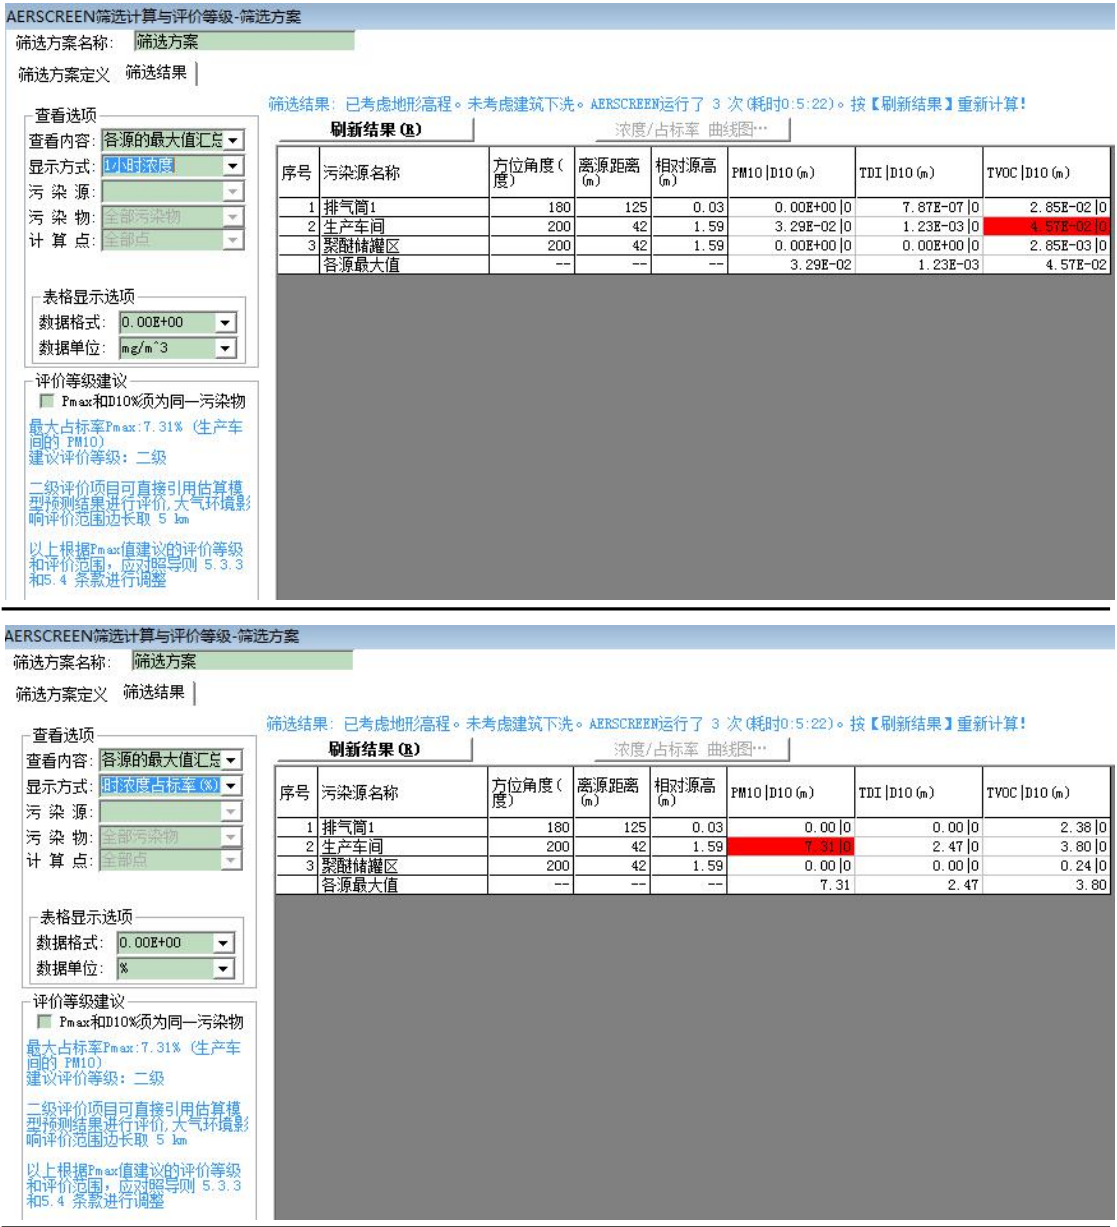 AERSCREEN筛选计算与评价等级-筛选方案
筛选方案名称: 筛选方案
筛选方案定义 筛选结果
查看选项
查看内容: 各源的最大值汇总
显示方式: 1小时浓度
污 染 源:
污 染 物: 全部污染物
计 算 点: 全部点
表格显示选项
数据格式: 0.00E+00
数据单位: mg/m^3
评价等级建议
Pmax和D10%须为同一污染物
最大占标率Pmax:7.31% (生产车
间的 PM10)
建议评价等级: 二级
二级评价项目可直接引用估算模
型预测结果进行评价,大气环境影
响评价范围边长取 5 km
以上根据Pmax值建议的评价等级
和评价范围, 应对照导则 5.3.3
和5.4 条款进行调整
筛选结果: 已考虑地形高程。未考虑建筑下洗。AERSCREEN运行了 3 次(耗时0:5:22)。按【刷新结果】重新计算!
刷新结果(R) 浓度/占标率 曲线图…
序号 污染源名称 方位角度(度) 离源距离(m) 相对源高(m) PM10|D10(m) TDI|D10(m) TVOC|D10(m)
1 排气筒1 180 125 0.03 0.00E+00|0 7.87E-07|0 2.85E-02|0
2 生产车间 200 42 1.59 3.29E-02|0 1.23E-03|0 4.57E-02|0
3 聚醚储罐区 200 42 1.59 0.00E+00|0 0.00E+00|0 2.85E-03|0
各源最大值 -- -- -- 3.29E-02 1.23E-03 4.57E-02
AERSCREEN筛选计算与评价等级-筛选方案
筛选方案名称: 筛选方案
筛选方案定义 筛选结果
查看选项
查看内容: 各源的最大值汇总
显示方式: 时浓度占标率(%)
污 染 源:
污 染 物: 全部污染物
计 算 点: 全部点
表格显示选项
数据格式: 0.00E+00
数据单位: %
评价等级建议
Pmax和D10%须为同一污染物
最大占标率Pmax:7.31% (生产车
间的 PM10)
建议评价等级: 二级
二级评价项目可直接引用估算模
型预测结果进行评价,大气环境影
响评价范围边长取 5 km
以上根据Pmax值建议的评价等级
和评价范围, 应对照导则 5.3.3
和5.4 条款进行调整
筛选结果: 已考虑地形高程。未考虑建筑下洗。AERSCREEN运行了 3 次(耗时0:5:22)。按【刷新结果】重新计算!
刷新结果(R) 浓度/占标率 曲线图…
序号 污染源名称 方位角度(度) 离源距离(m) 相对源高(m) PM10|D10(m) TDI|D10(m) TVOC|D10(m)
1 排气筒1 180 125 0.03 0.00|0 0.00|0 2.38|0
2 生产车间 200 42 1.59 7.31|0 2.47|0 3.80|0
3 聚醚储罐区 200 42 1.59 0.00|0 0.00|0 0.24|0
各源最大值 -- -- -- 7.31 2.47 3.80